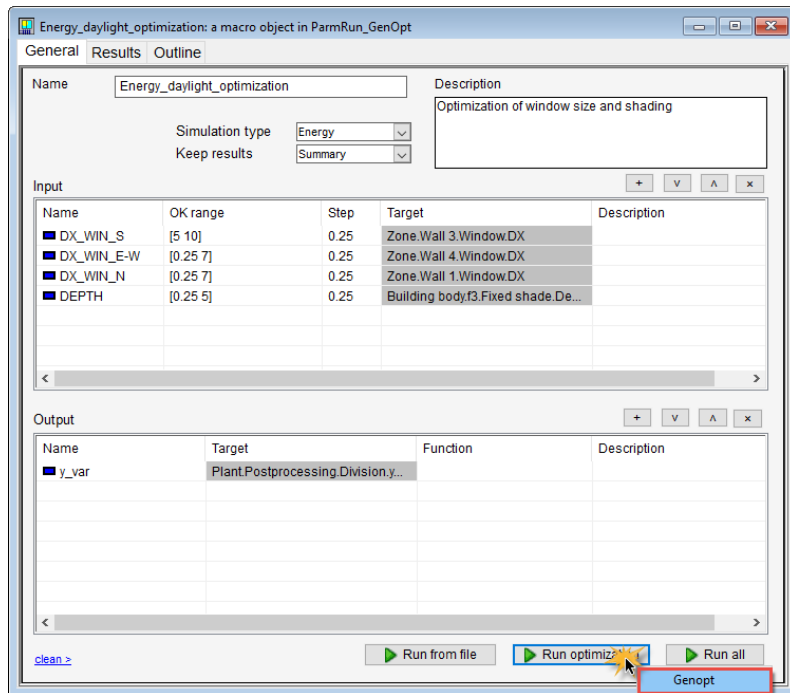 Energy_daylight_optimization: a macro object in ParmRun_GenOpt
General Results Outline
Name Energy_daylight_optimization Description
Optimization of window size and shading
Simulation type Energy
Keep results Summary
Input + v ʌ x
Name OK range Step Target Description
DX_WIN_S [5 10] 0.25 Zone.Wall 3.Window.DX
DX_WIN_E-W [0.25 7] 0.25 Zone.Wall 4.Window.DX
DX_WIN_N [0.25 7] 0.25 Zone.Wall 1.Window.DX
DEPTH [0.25 5] 0.25 Building body.f3.Fixed shade.De...
Output + v ʌ x
Name Target Function Description
y_var Plant.Postprocessing.Division.y...
clean > Run from file Run optimiza Run all
Genopt